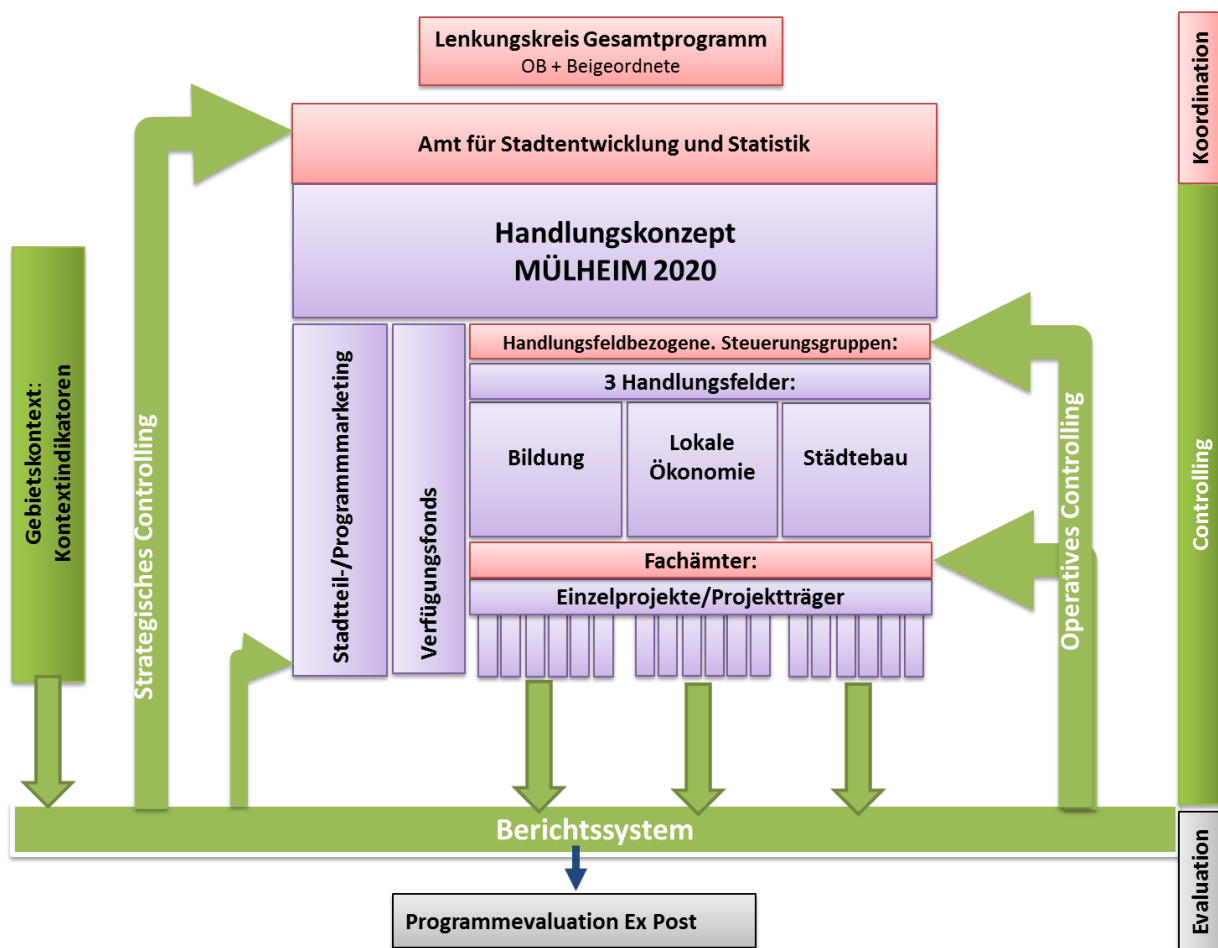 Lenkungskreis Gesamtprogramm
OB + Beigeordnete
Koordination
Amt für Stadtentwicklung und Statistik
Handlungskonzept
MÜLHEIM 2020
Gebietskontext:
Kontextindikatoren
Strategisches Controlling
Stadtteil-/Programmmarketing
Verfügungsfonds
Handlungsfeldbezogene. Steuerungsgruppen:
3 Handlungsfelder:
Bildung
Lokale
Ökonomie
Städtebau
Fachämter:
Einzelprojekte/Projektträger
Operatives Controlling
Controlling
Berichtssystem
Evaluation
Programmevaluation Ex Post